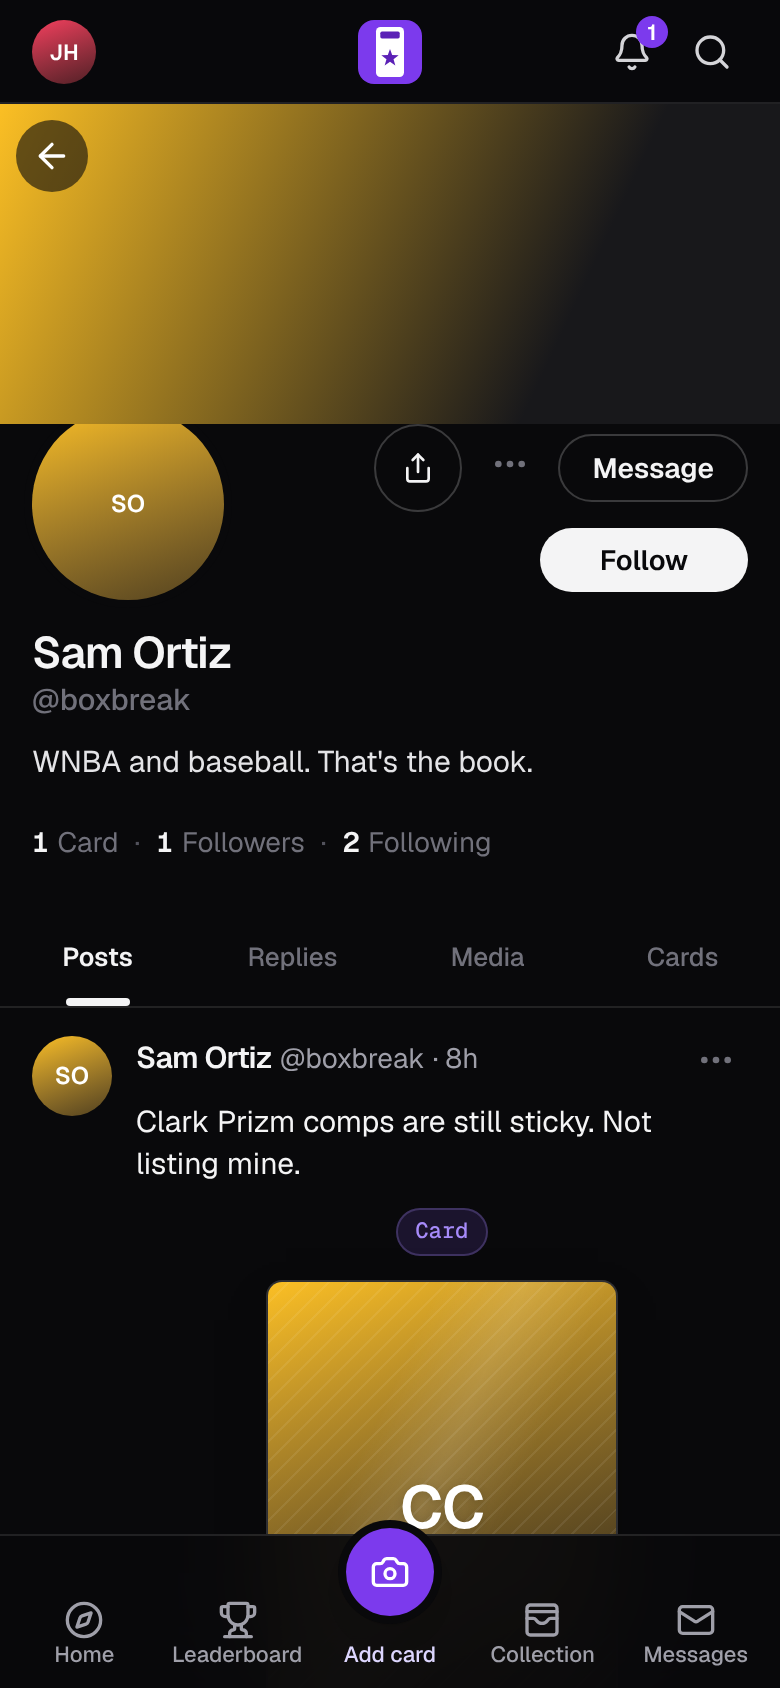 JH
1
SO
Message
Follow
Sam Ortiz
@boxbreak
WNBA and baseball. That's the book.
1 Card · 1 Followers · 2 Following
Posts Replies Media Cards
SO
Sam Ortiz @boxbreak · 8h
Clark Prizm comps are still sticky. Not
listing mine.
Card
CC
Home Leaderboard Add card Collection Messages